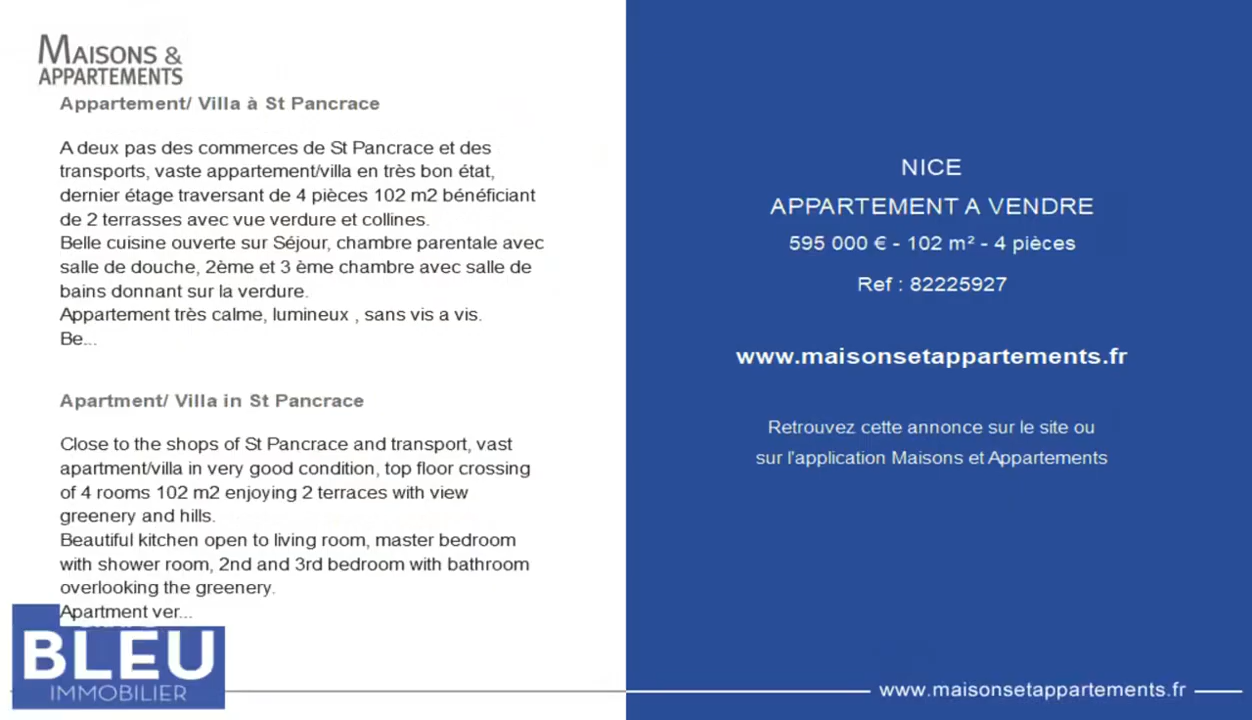 MAISONS &
APPARTEMENTS
Appartement/ Villa à St Pancrace
A deux pas des commerces de St Pancrace et des
transports, vaste appartement/villa en très bon état,
dernier étage traversant de 4 pièces 102 m2 bénéficiant
de 2 terrasses avec vue verdure et collines.
Belle cuisine ouverte sur Séjour, chambre parentale avec
salle de douche, 2ème et 3 ème chambre avec salle de
bains donnant sur la verdure.
Appartement très calme, lumineux , sans vis a vis.
Be...
Apartment/ Villa in St Pancrace
Close to the shops of St Pancrace and transport, vast
apartment/villa in very good condition, top floor crossing
of 4 rooms 102 m2 enjoying 2 terraces with view
greenery and hills.
Beautiful kitchen open to living room, master bedroom
with shower room, 2nd and 3rd bedroom with bathroom
overlooking the greenery.
Apartment ver...
BLEU
IMMOBILIER
NICE
APPARTEMENT A VENDRE
595 000 € - 102 m² - 4 pièces
Ref : 82225927
www.maisonsetappartements.fr
Retrouvez cette annonce sur le site ou
sur l'application Maisons et Appartements
www.maisonsetappartements.fr